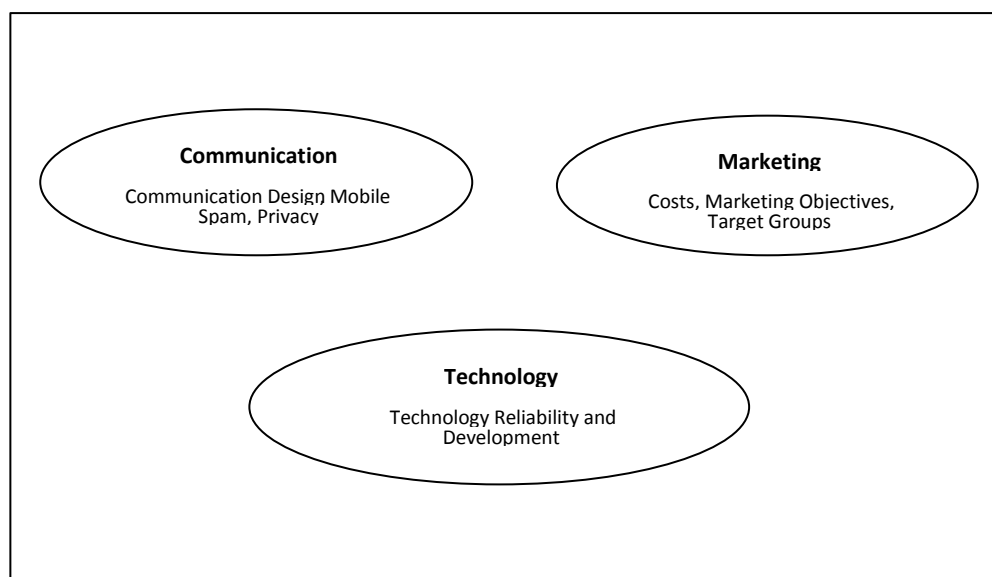 Communication
Communication Design Mobile
Spam, Privacy
Marketing
Costs, Marketing Objectives,
Target Groups
Technology
Technology Reliability and
Development